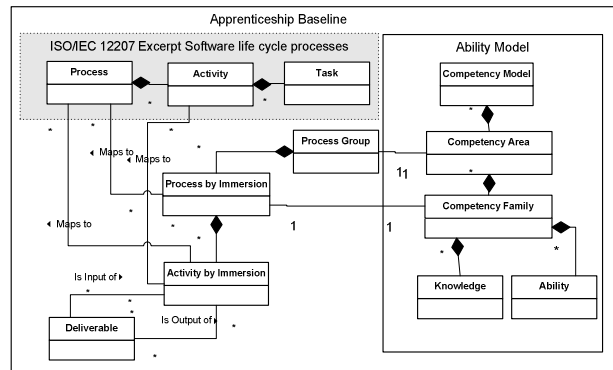 Apprenticeship Baseline
ISO/IEC 12207 Excerpt Software life cycle processes
Ability Model
Process
Activity
Task
Competency Model
*
*
*
*
*
*
Process Group
Competency Area
◄ Maps to
◄ Maps to
*
11
*
Process by Immersion
Competency Family
*
1
1
*
*
◄ Maps to
*
*
Activity by Immersion
Knowledge
Ability
Is Input of ►
*
*
*
Is Output of ►
*
Deliverable
*